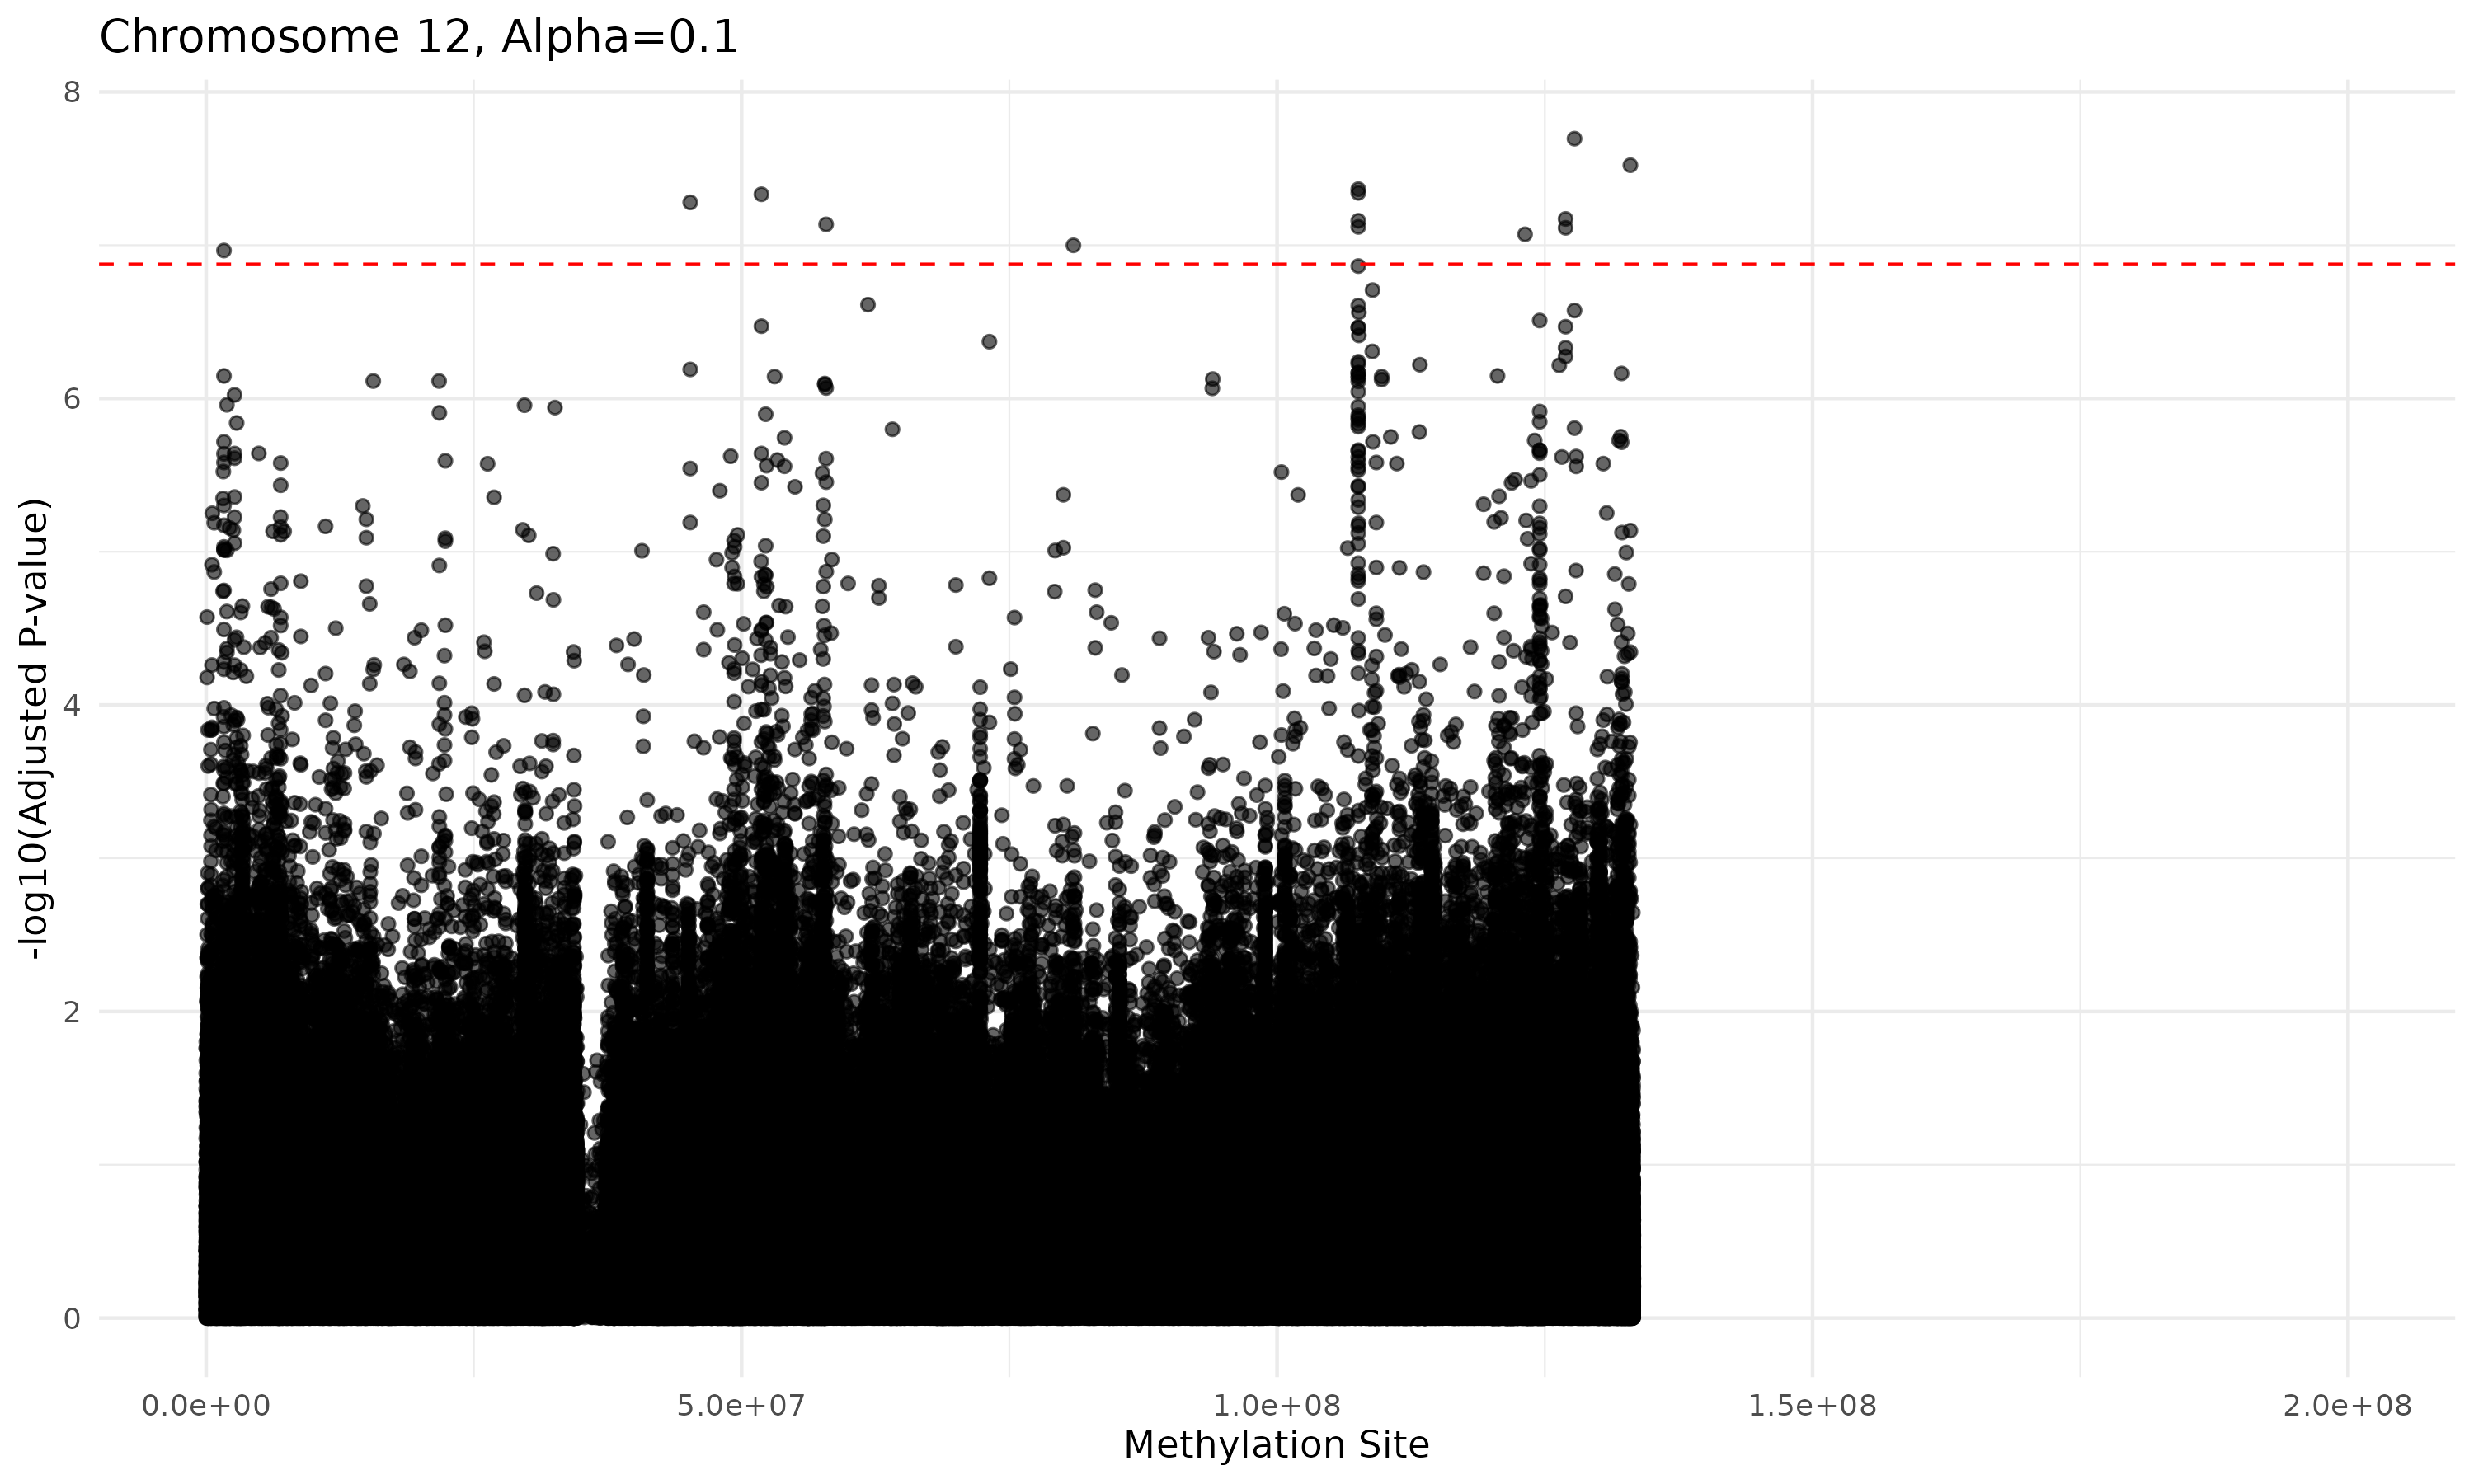 Chromosome 12, Alpha=0.1
8
6
4
2
0
-log10(Adjusted P-value)
0.0e+00 5.0e+07 1.0e+08 1.5e+08 2.0e+08
Methylation Site